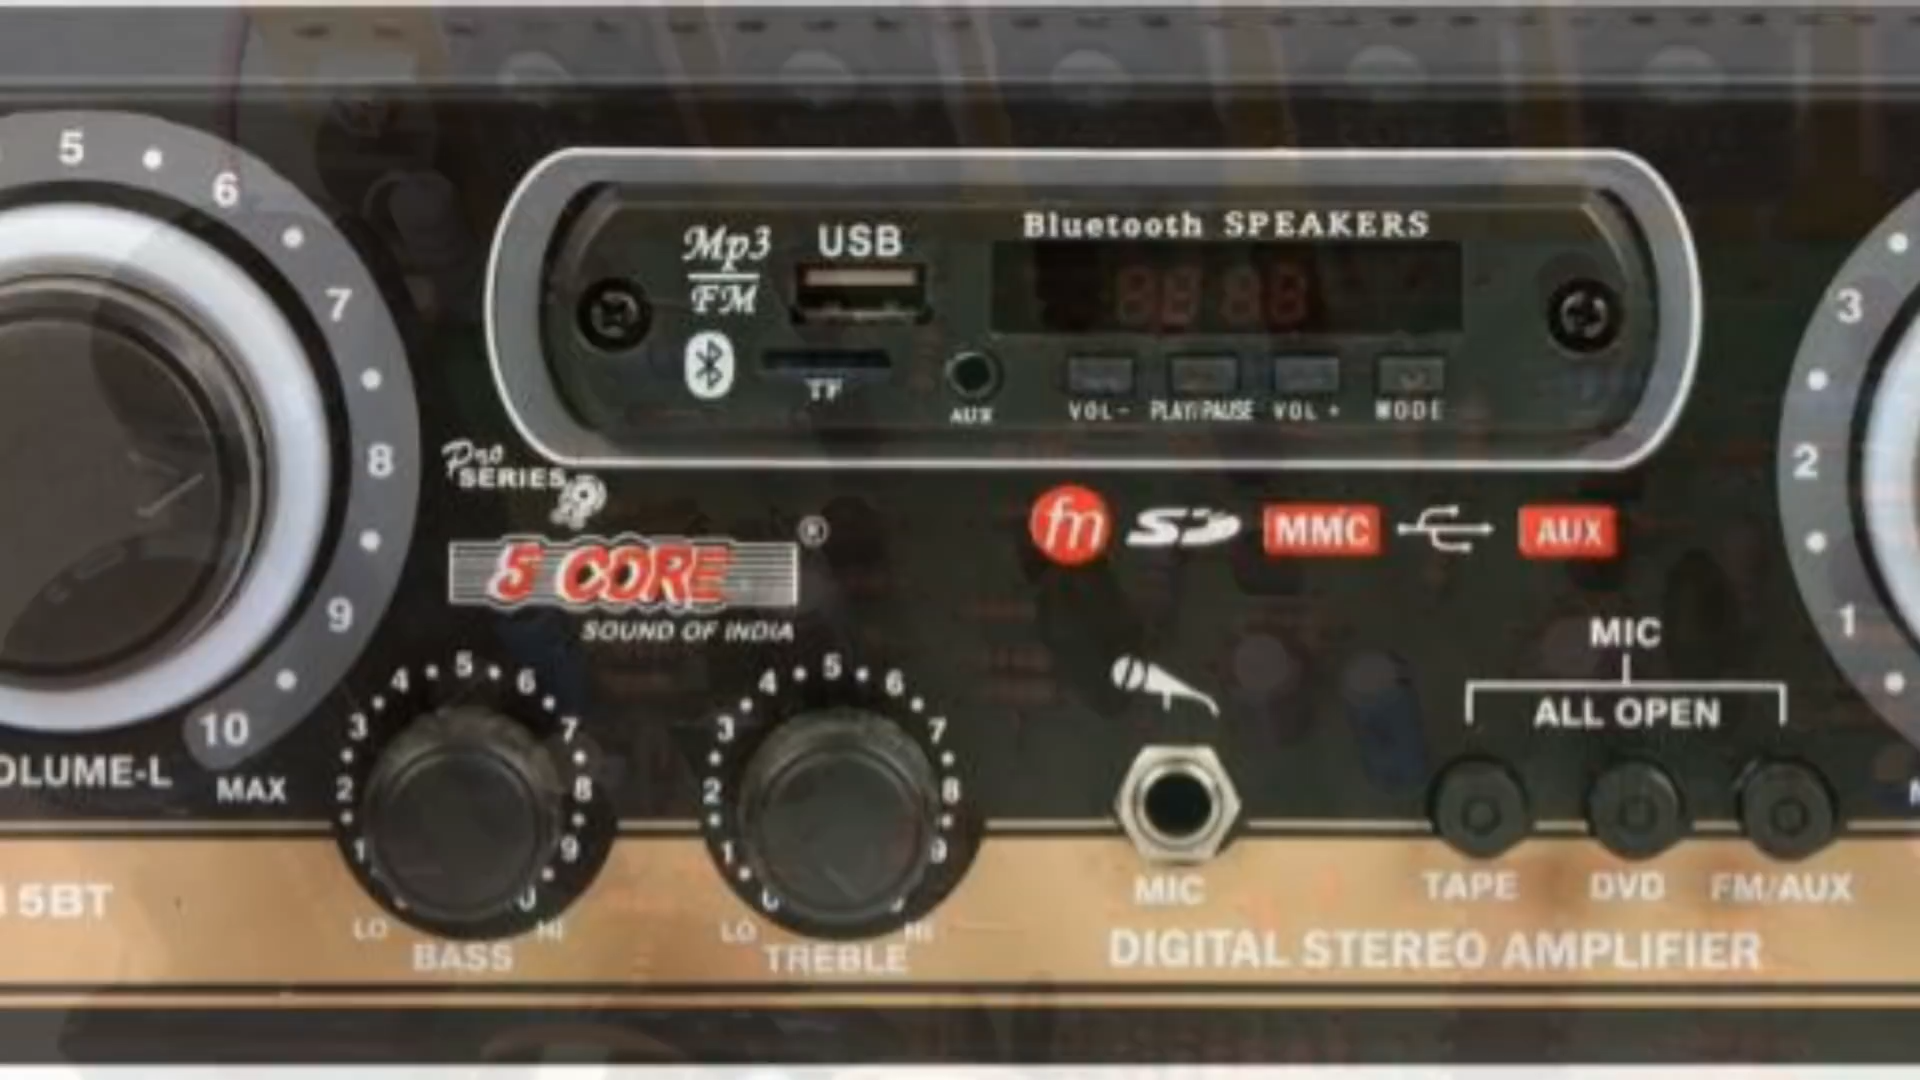 5
6
7
8
9
10
OLUME-L
MAX
5BT
Mp3
FM
USB
TF
AUX
Bluetooth SPEAKERS
VOL- PLAY/PAUSE VOL + MODE
Pro
SERIES
5 CORE ®
SOUND OF INDIA
fm SD MMC AUX
3
2
1
MIC
ALL OPEN
1 2 3 4 5 6 7 8 9
LO HI
BASS
1 2 3 4 5 6 7 8 9
LO HI
TREBLE
MIC
TAPE DVD FM/AUX
DIGITAL STEREO AMPLIFIER